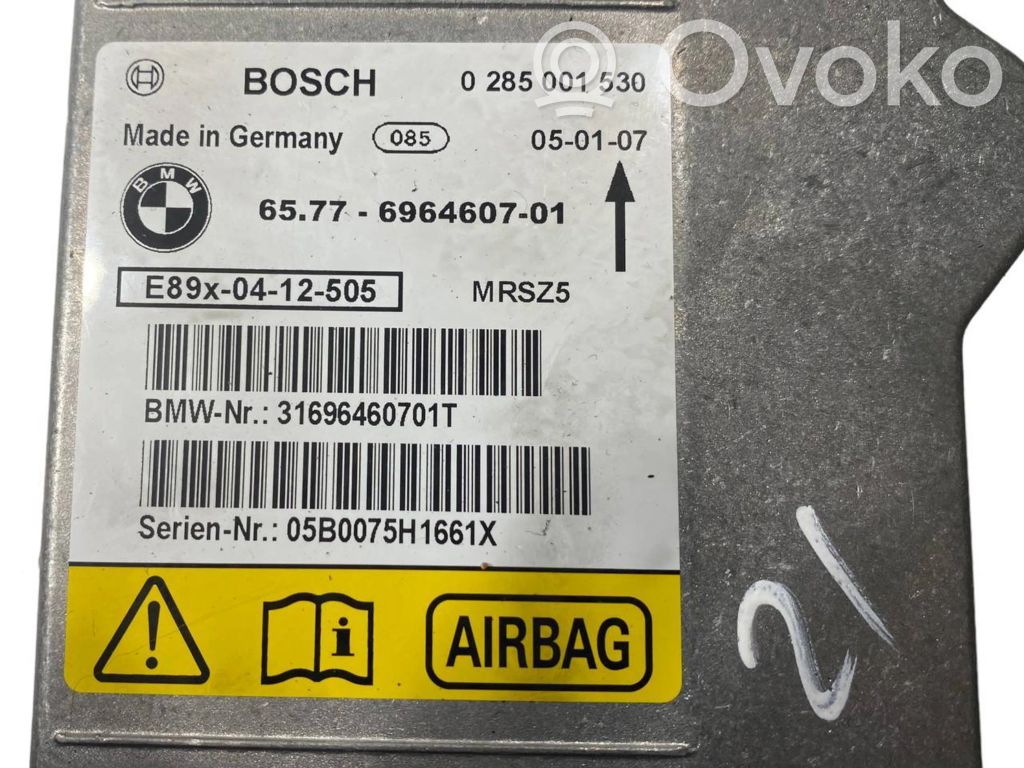 Ovoko
BOSCH 0 285 001 530
Made in Germany 085 05-01-07
BMW
65.77 - 6964607-01
E89x-04-12-505 MRSZ5
BMW-Nr.: 31696460701T
Serien-Nr.: 05B0075H1661X
AIRBAG
21